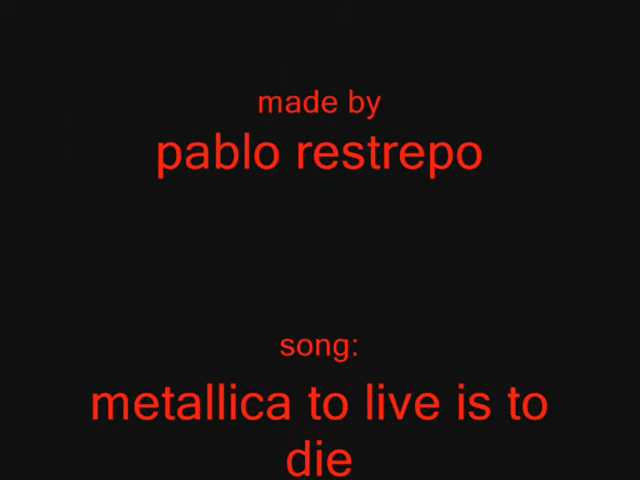 made by
pablo restrepo
song:
metallica to live is to
die